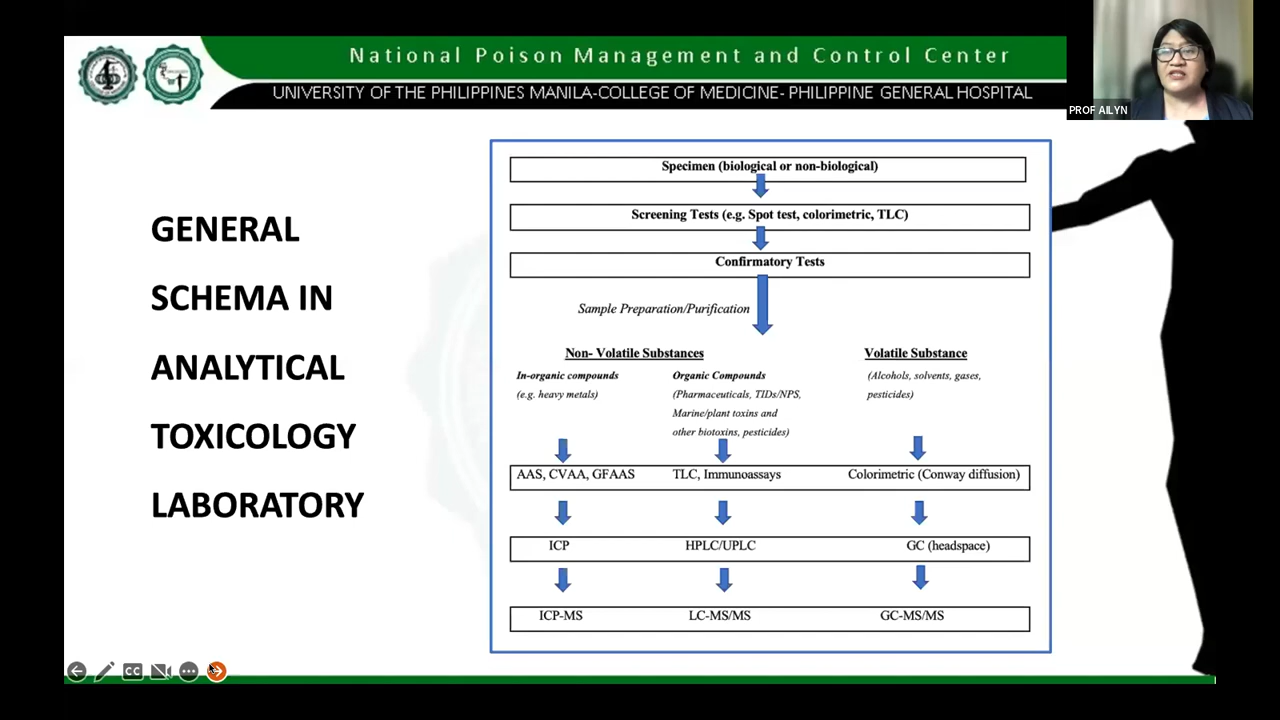 National Poison Management and Control Center
UNIVERSITY OF THE PHILIPPINES MANILA-COLLEGE OF MEDICINE- PHILIPPINE GENERAL HOSPITAL
PROF AILYN
GENERAL
SCHEMA IN
ANALYTICAL
TOXICOLOGY
LABORATORY
Specimen (biological or non-biological)
Screening Tests (e.g. Spot test, colorimetric, TLC)
Confirmatory Tests
Sample Preparation/Purification
Non- Volatile Substances
Volatile Substance
In-organic compounds
(e.g. heavy metals)
Organic Compounds
(Pharmaceuticals, TIDs/NPS,
Marine/plant toxins and
other biotoxins, pesticides)
(Alcohols, solvents, gases,
pesticides)
AAS, CVAA, GFAAS
TLC, Immunoassays
Colorimetric (Conway diffusion)
ICP
HPLC/UPLC
GC (headspace)
ICP-MS
LC-MS/MS
GC-MS/MS
CC